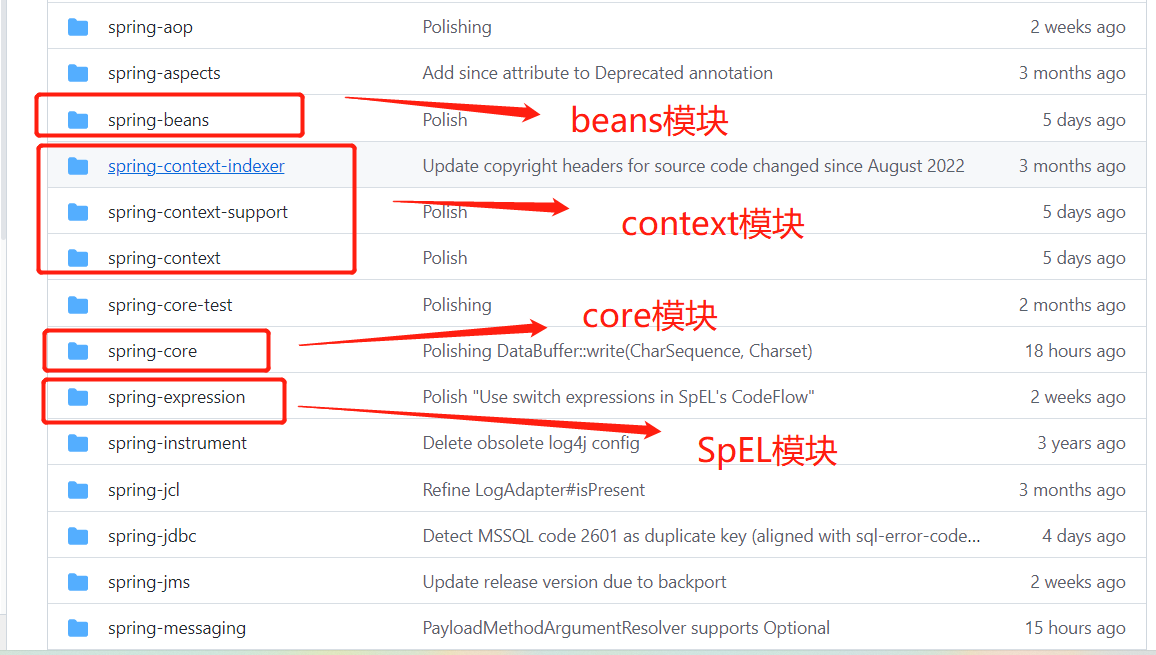 spring-aop Polishing 2 weeks ago
spring-aspects Add since attribute to Deprecated annotation 3 months ago
spring-beans Polish beans模块 5 days ago
spring-context-indexer Update copyright headers for source code changed since August 2022 3 months ago
spring-context-support Polish 5 days ago
context模块
spring-context Polish 5 days ago
spring-core-test Polishing 2 months ago
core模块
spring-core Polishing DataBuffer::write(CharSequence, Charset) 18 hours ago
spring-expression Polish "Use switch expressions in SpEL's CodeFlow" 2 weeks ago
spring-instrument Delete obsolete log4j config 3 years ago
SpEL模块
spring-jcl Refine LogAdapter#isPresent 3 months ago
spring-jdbc Detect MSSQL code 2601 as duplicate key (aligned with sql-error-code... 4 days ago
spring-jms Update release version due to backport 2 weeks ago
spring-messaging PayloadMethodArgumentResolver supports Optional 15 hours ago